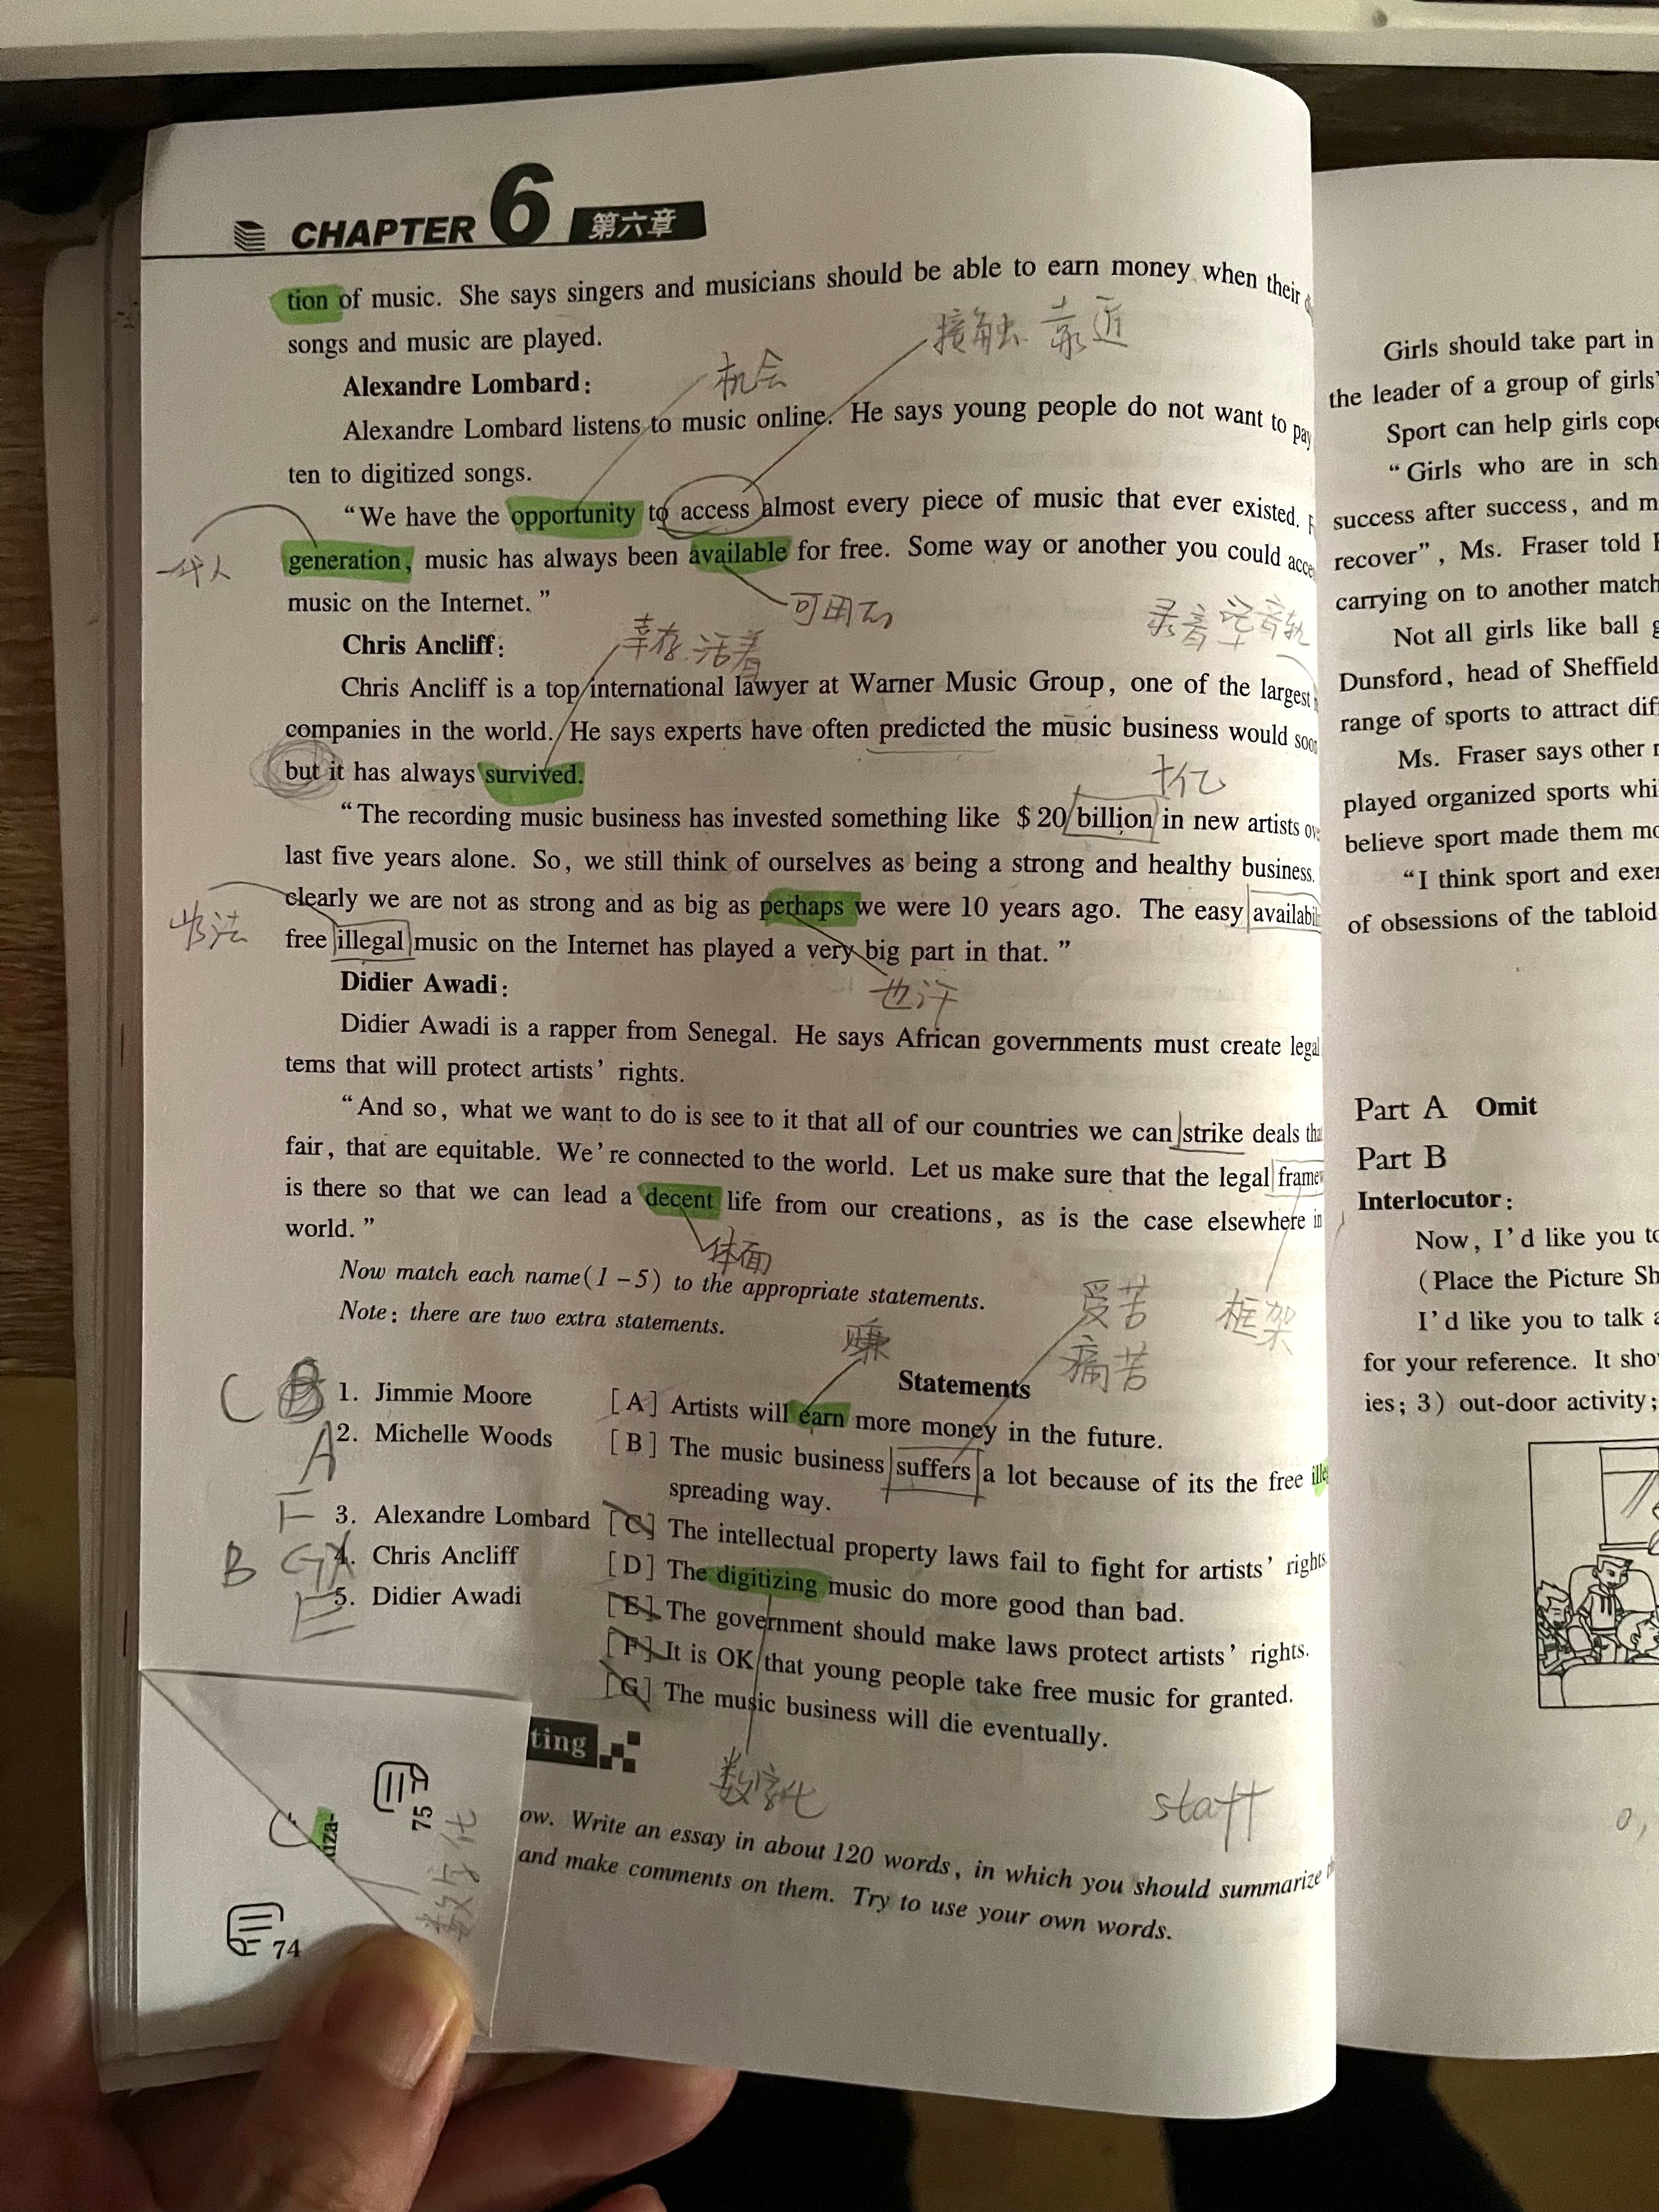 CHAPTER 6 第六章
tion of music. She says singers and musicians should be able to earn money when their
songs and music are played.
接触 靠近
机会
Alexandre Lombard:
Alexandre Lombard listens to music online. He says young people do not want to pay
ten to digitized songs.
“We have the opportunity to access almost every piece of music that ever existed.
一代人
generation, music has always been available for free. Some way or another you could
music on the Internet.”
可用的
幸存.活着
Chris Ancliff:
Chris Ancliff is a top international lawyer at Warner Music Group, one of the largest
companies in the world. He says experts have often predicted the music business would
but it has always survived.
十亿
“The recording music business has invested something like $20 billion in new artists
last five years alone. So, we still think of ourselves as being a strong and healthy business.
clearly we are not as strong and as big as perhaps we were 10 years ago. The easy
free illegal music on the Internet has played a very big part in that.”
也许
Didier Awadi:
Didier Awadi is a rapper from Senegal. He says African governments must create legal
tems that will protect artists’ rights.
“And so, what we want to do is see to it that all of our countries we can strike deals
fair, that are equitable. We’re connected to the world. Let us make sure that the legal
is there so that we can lead a decent life from our creations, as is the case elsewhere in
world.”
体面
Now match each name(1–5) to the appropriate statements.
Note: there are two extra statements.
受苦
痛苦
框架
赚
Statements
C B 1. Jimmie Moore
A 2. Michelle Woods
F 3. Alexandre Lombard
B G 4. Chris Ancliff
E 5. Didier Awadi
[A] Artists will earn more money in the future.
[B] The music business suffers a lot because of its the free
spreading way.
[C] The intellectual property laws fail to fight for artists’ rights
[D] The digitizing music do more good than bad.
[E] The government should make laws protect artists’ rights.
[F] It is OK that young people take free music for granted.
[G] The music business will die eventually.
ting
数字化
staff
ow. Write an essay in about 120 words, in which you should summarize
and make comments on them. Try to use your own words.
75
数字化
74
Girls should take part in
the leader of a group of girls’
Sport can help girls cope
“Girls who are in
success after success, and
recover”, Ms. Fraser told
carrying on to another match
Not all girls like ball
Dunsford, head of Sheffield
range of sports to attract
Ms. Fraser says other
played organized sports
believe sport made them
“I think sport and
of obsessions of the tabloid
Part A Omit
Part B
Interlocutor:
Now, I’d like you to
(Place the Picture
I’d like you to talk
for your reference. It
ies; 3) out-door activity;